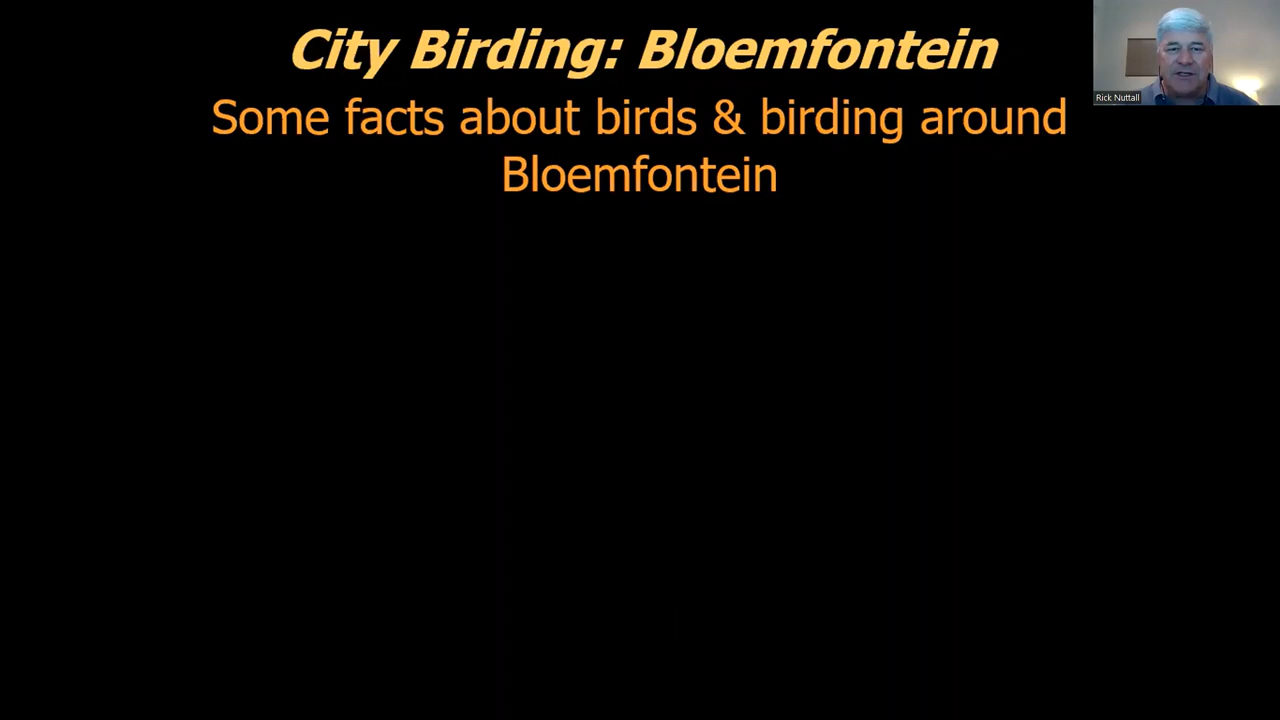 City Birding: Bloemfontein
Some facts about birds & birding around
Bloemfontein
Rick Nuttall